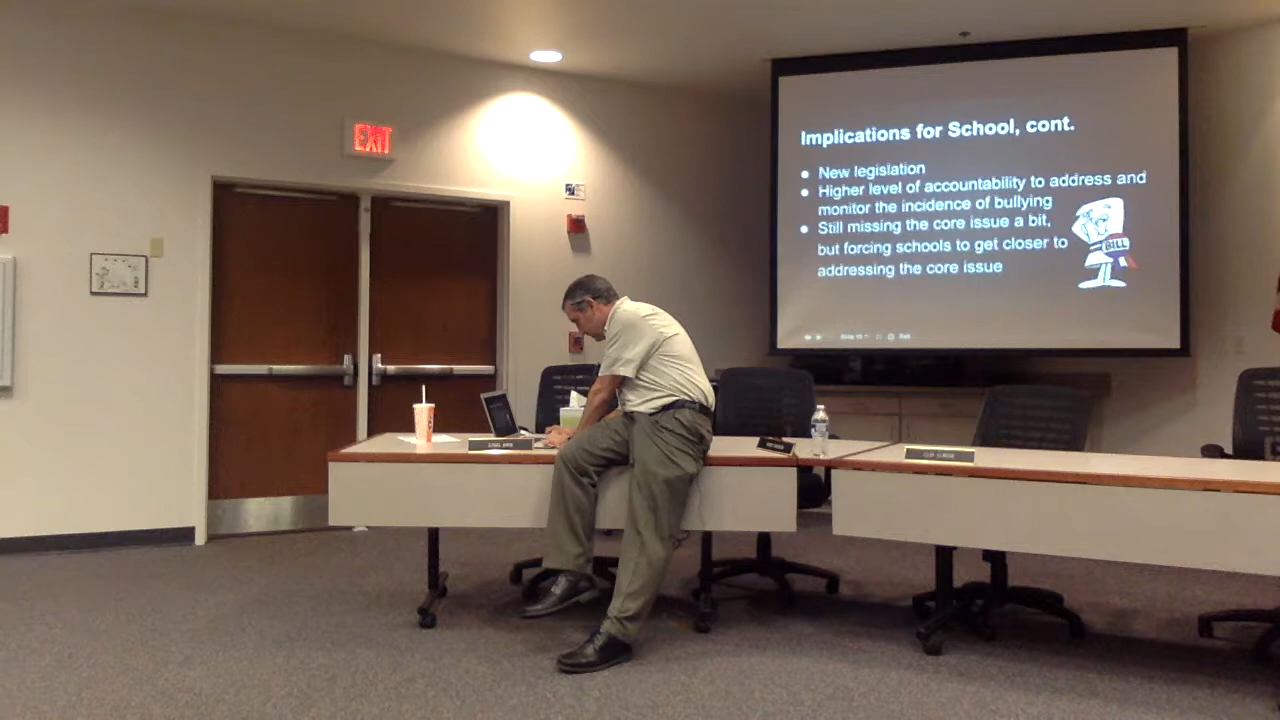 EXIT
Implications for School, cont.
● New legislation
● Higher level of accountability to address and
monitor the incidence of bullying
● Still missing the core issue a bit,
but forcing schools to get closer to
addressing the core issue
BILL